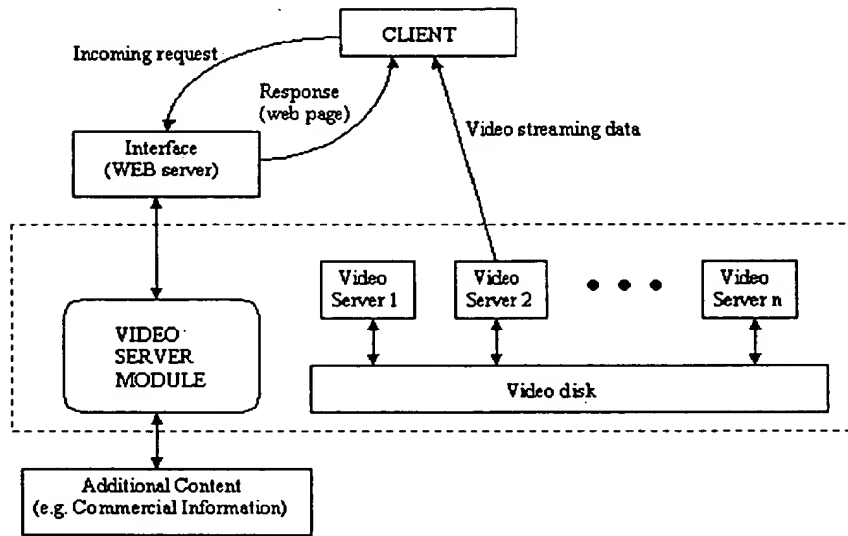 CLIENT
Incoming request
Response
(web page)
Video streaming data
Interface
(WEB server)
Video
Server 1
Video
Server 2
Video
Server n
VIDEO
SERVER
MODULE
Video disk
Additional Content
(e.g. Commercial Information)